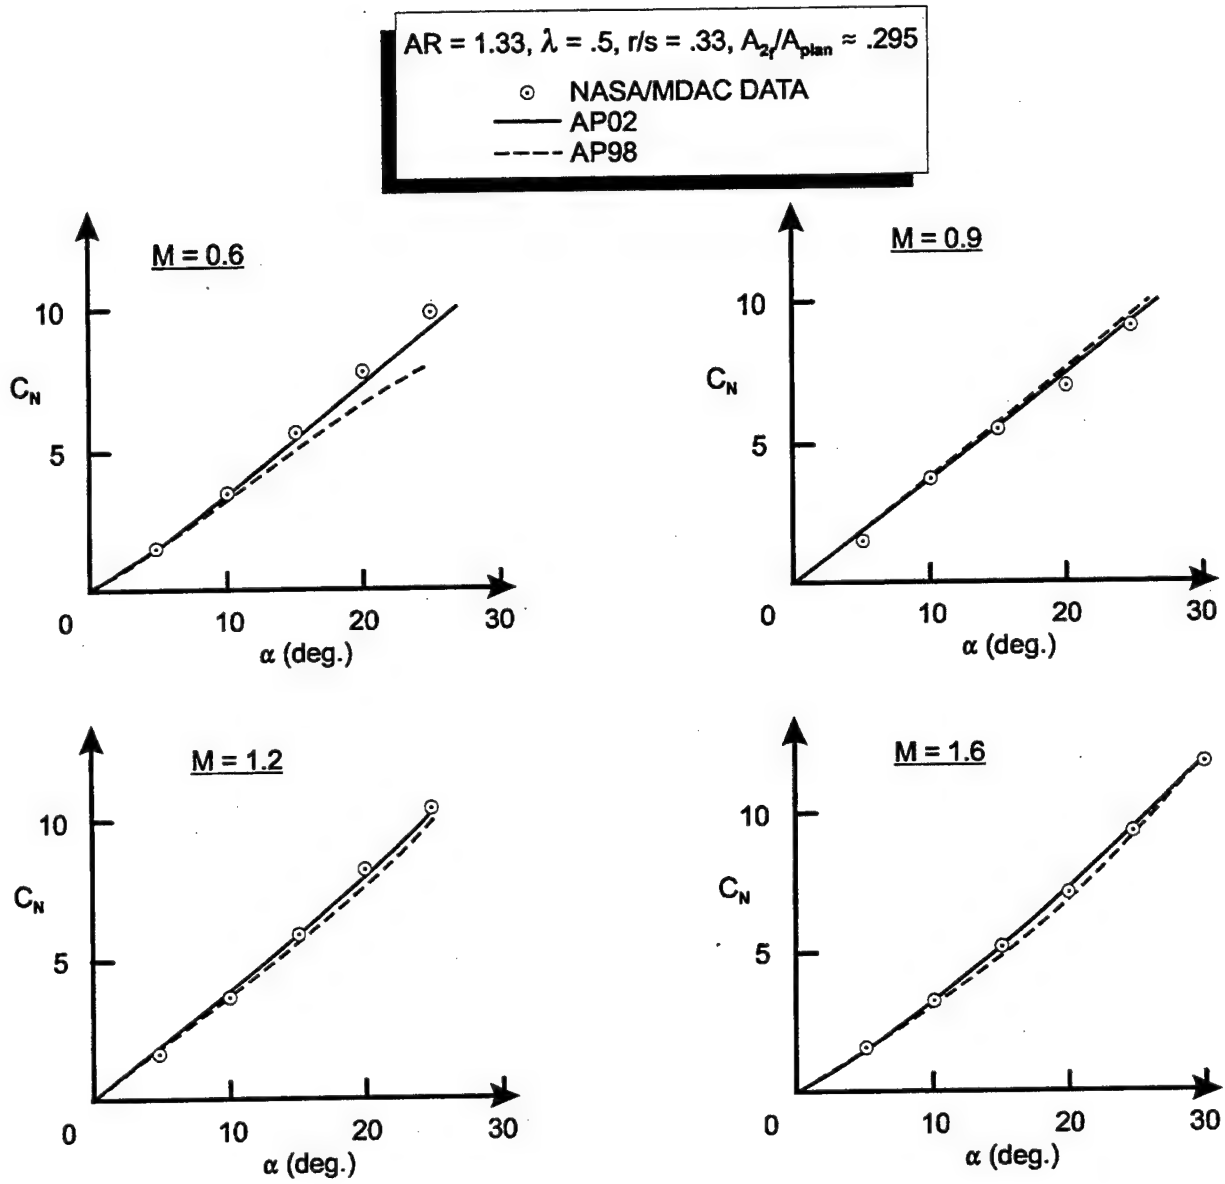 AR = 1.33, λ = .5, r/s = .33, A₂f/Aplan ≈ .295
NASA/MDAC DATA
AP02
AP98
M = 0.6
10
CN
5
0
10
20
30
α (deg.)
M = 0.9
10
CN
5
0
10
20
30
α (deg.)
M = 1.2
10
CN
5
0
10
20
30
α (deg.)
M = 1.6
10
CN
5
0
10
20
30
α (deg.)